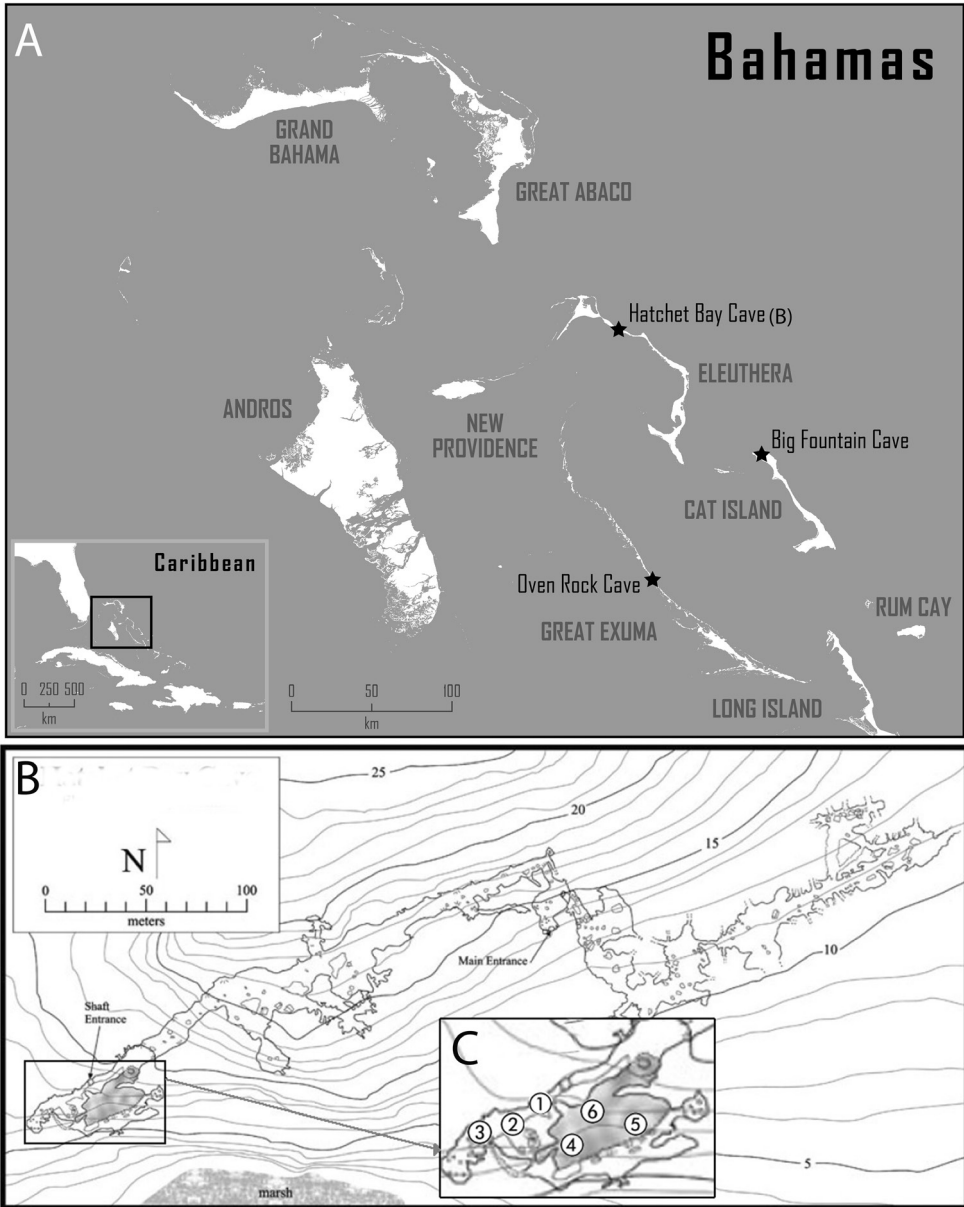 A
Bahamas
GRAND
BAHAMA
GREAT ABACO
Hatchet Bay Cave (B)
ELEUTHERA
ANDROS
NEW
PROVIDENCE
Big Fountain Cave
CAT ISLAND
Caribbean
Oven Rock Cave
RUM CAY
GREAT EXUMA
0 250 500
km
0 50 100
km
LONG ISLAND
B
25
20
N
15
0 50 100
meters
Main Entrance
10
Shaft
Entrance
C
1
6
2
3
5
4
5
marsh